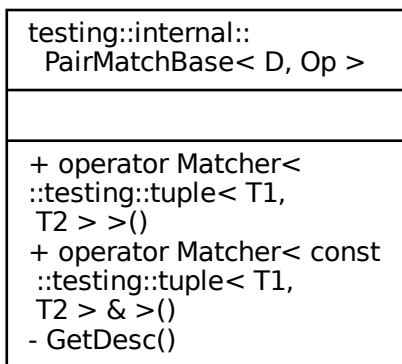 testing::internal::
PairMatchBase< D, Op >
+ operator Matcher<
::testing::tuple< T1,
T2 > >()
+ operator Matcher< const
::testing::tuple< T1,
T2 > & >()
- GetDesc()